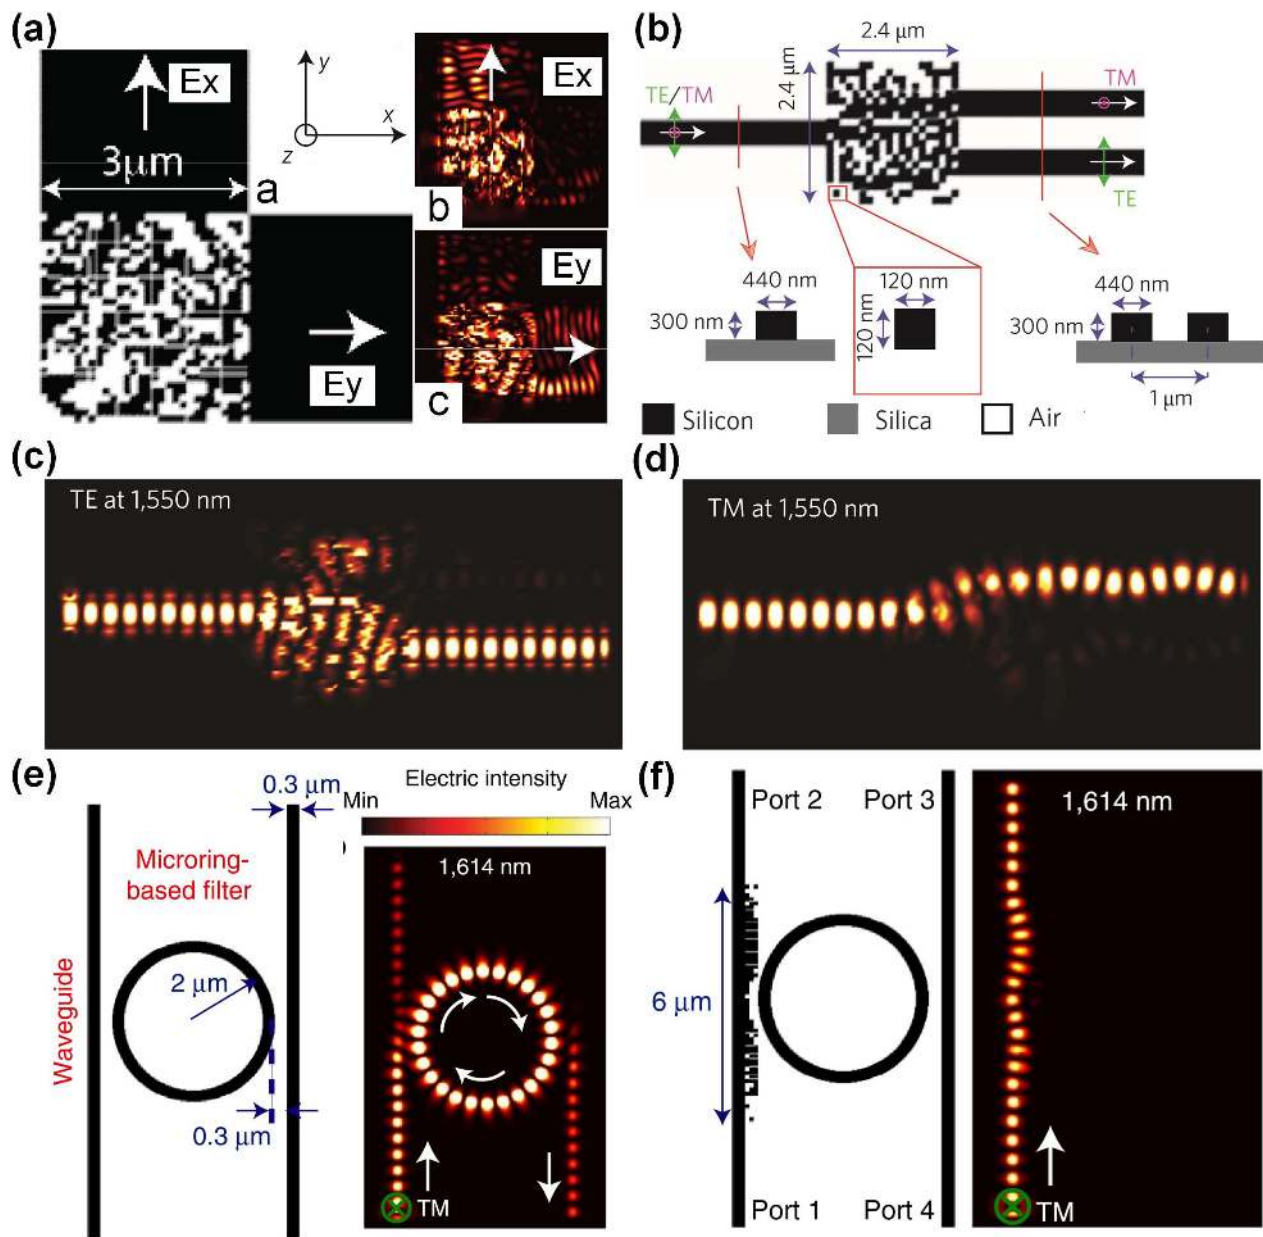 (a)
Ex
3μm
a
y
x
z
Ex
b
Ey
Ey
c
(b)
2.4 μm
2.4 μm
TE/TM
TM
TE
440 nm
300 nm
120 nm
120 nm
440 nm
300 nm
1 μm
Silicon
Silica
Air
(c)
TE at 1,550 nm
(d)
TM at 1,550 nm
(e)
0.3 μm
Microring-
based filter
Waveguide
2 μm
0.3 μm
Electric intensity
Min
Max
1,614 nm
TM
(f)
Port 2
Port 3
6 μm
Port 1
Port 4
1,614 nm
TM